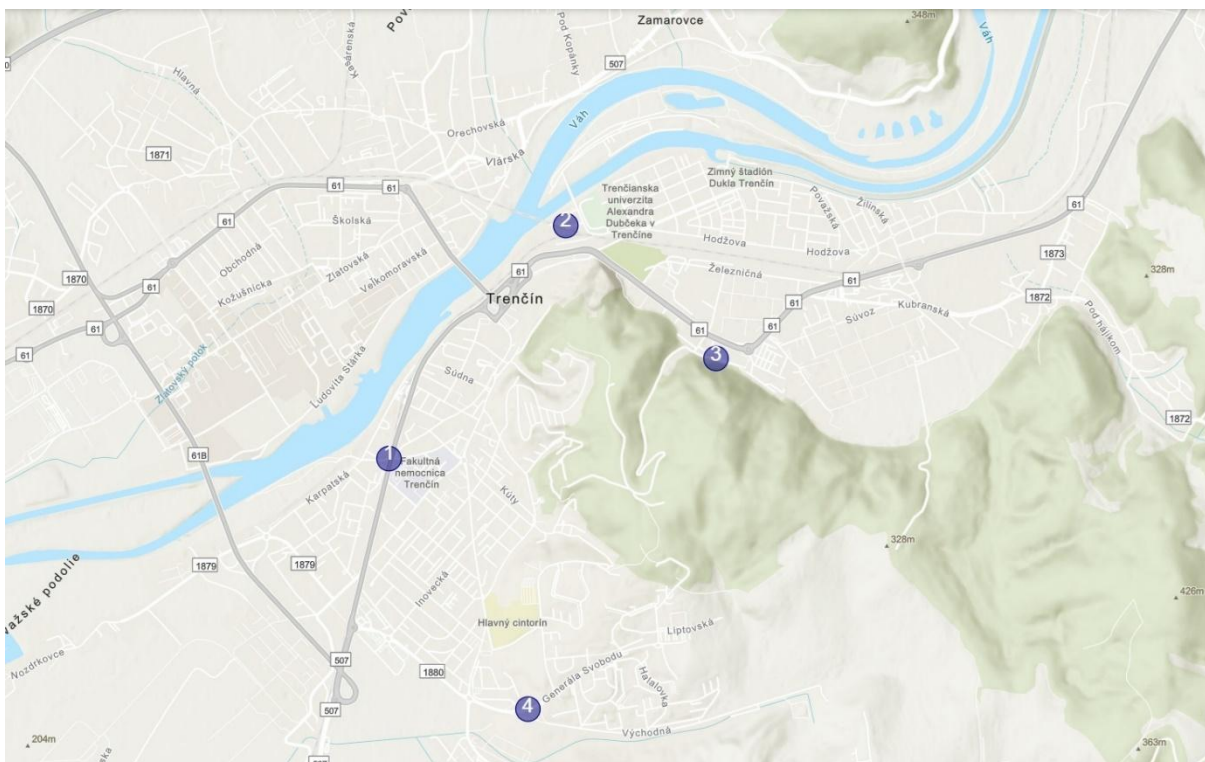 Zamarovce
348m
Váh
Kasárenská
Pod Kopánky
507
Hlavná
Váh
Orechovská
Vlárska
1871
61
61
Zimný štadión
Dukla Trenčín
Trenčianska
univerzita
Alexandra
Dubčeka v
Trenčíne
Považská
Žilinská
61
61
Školská
2
Hodžova
Hodžova
1873
Obchodná
Zlatovská
Veľkomoravská
61
Železničná
328m
1870
61
Kožušnícka
61
1872
Trenčín
Kubranská
Súvoz
1870
61
61
61
Pod hájikom
61
3
Zlatovský potok
Ľudovíta Stárka
Súdna
1872
61B
1
Fakultná
nemocnica
Trenčín
Karpatská
Kúty
328m
1879
1879
Inovecká
426m
važské podolie
Hlavný cintorín
Liptovská
Nozdrkovce
507
1880
Generála Svobodu
Halalovka
507
4
Východná
204m
363m